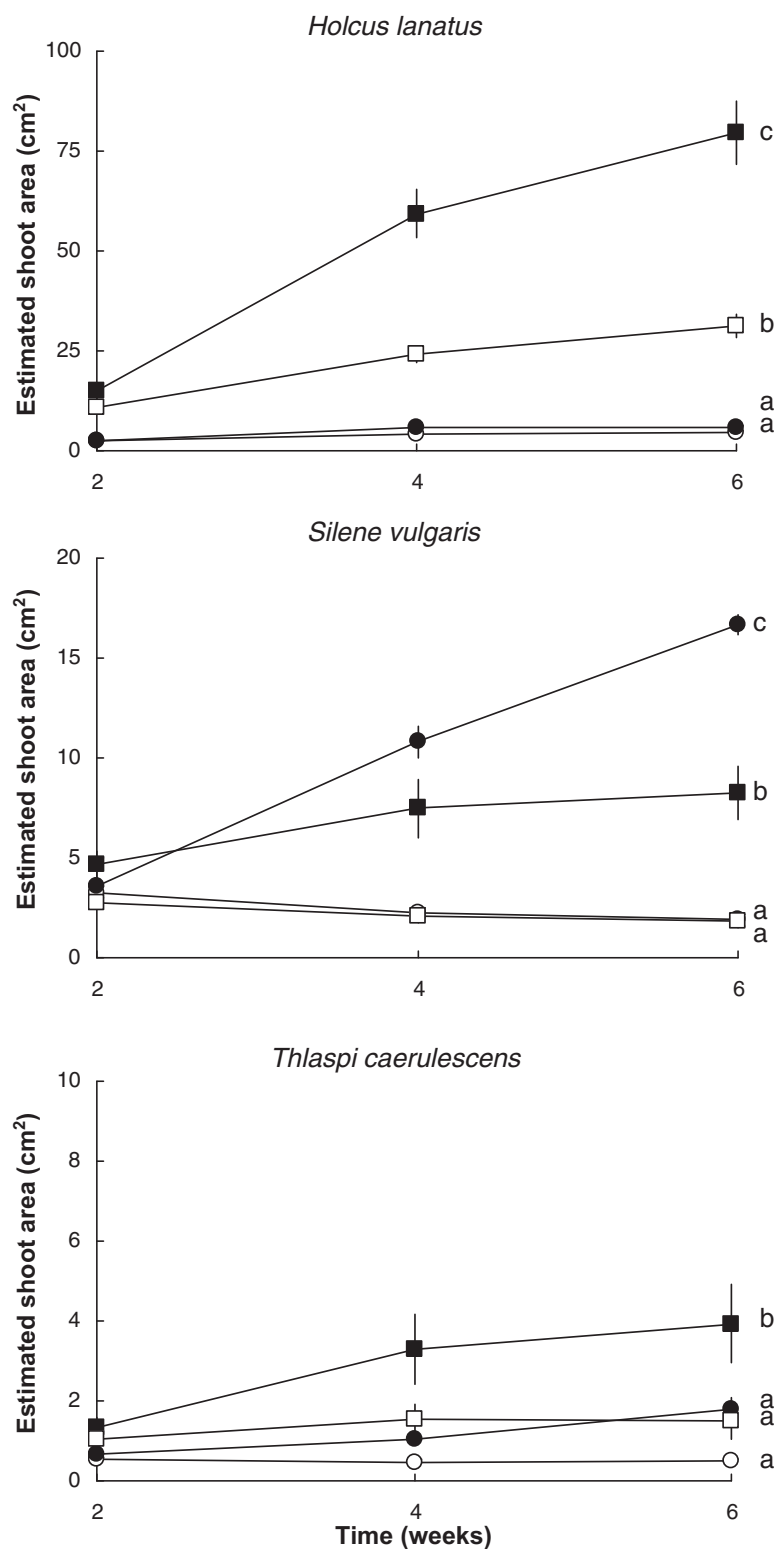 Holcus lanatus
Estimated shoot area (cm²)
100
75
50
25
0
c
b
a
a
2 4 6
Silene vulgaris
Estimated shoot area (cm²)
20
15
10
5
0
c
b
a
a
2 4 6
Thlaspi caerulescens
Estimated shoot area (cm²)
10
8
6
4
2
0
b
a
a
a
2 4 6
Time (weeks)